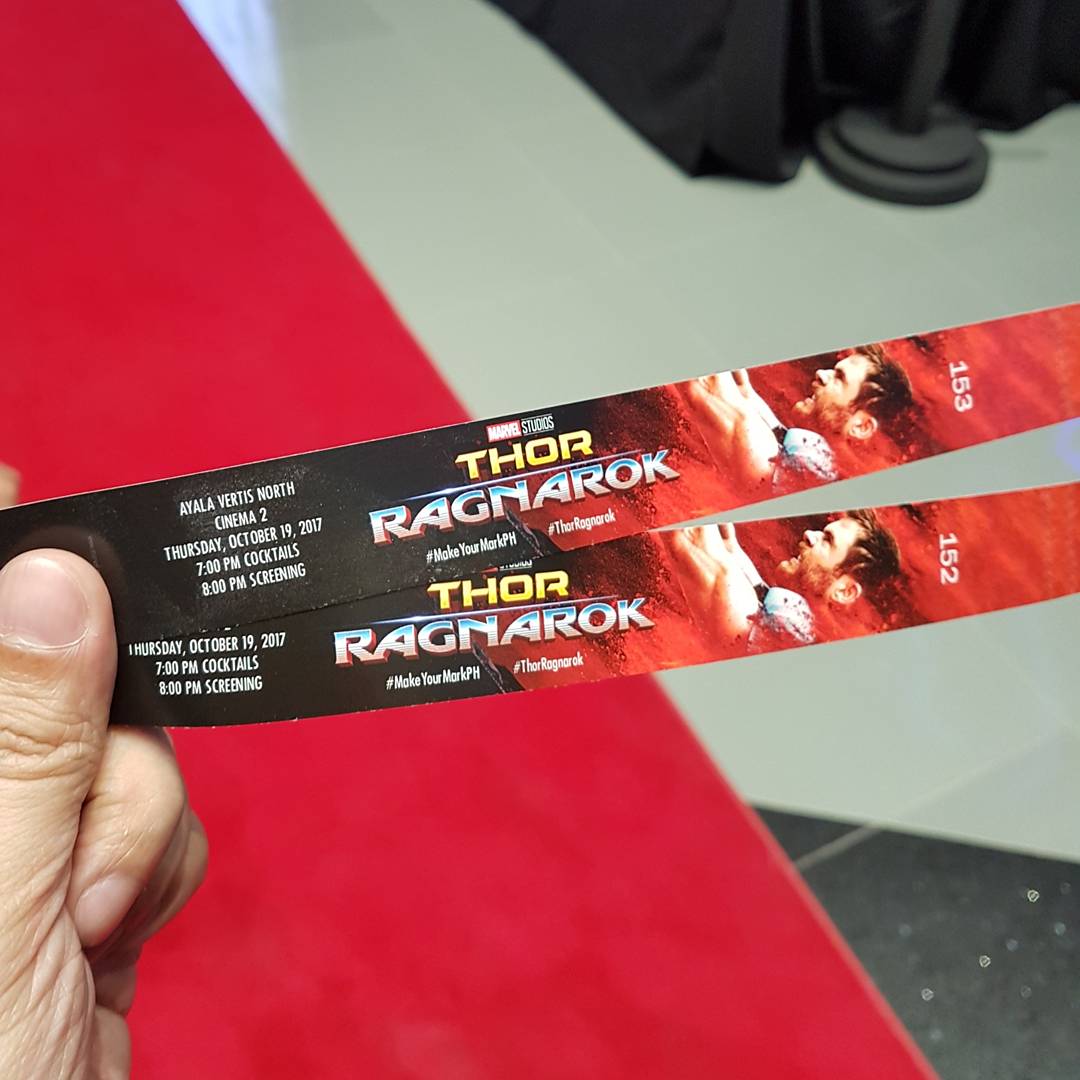 AYALA VERTIS NORTH
CINEMA 2
THURSDAY, OCTOBER 19, 2017
7:00 PM COCKTAILS
8:00 PM SCREENING
MARVEL STUDIOS
THOR
RAGNAROK
#MakeYourMarkPH #ThorRagnarok
153
THURSDAY, OCTOBER 19, 2017
7:00 PM COCKTAILS
8:00 PM SCREENING
STUDIOS
THOR
RAGNAROK
#MakeYourMarkPH #ThorRagnarok
152